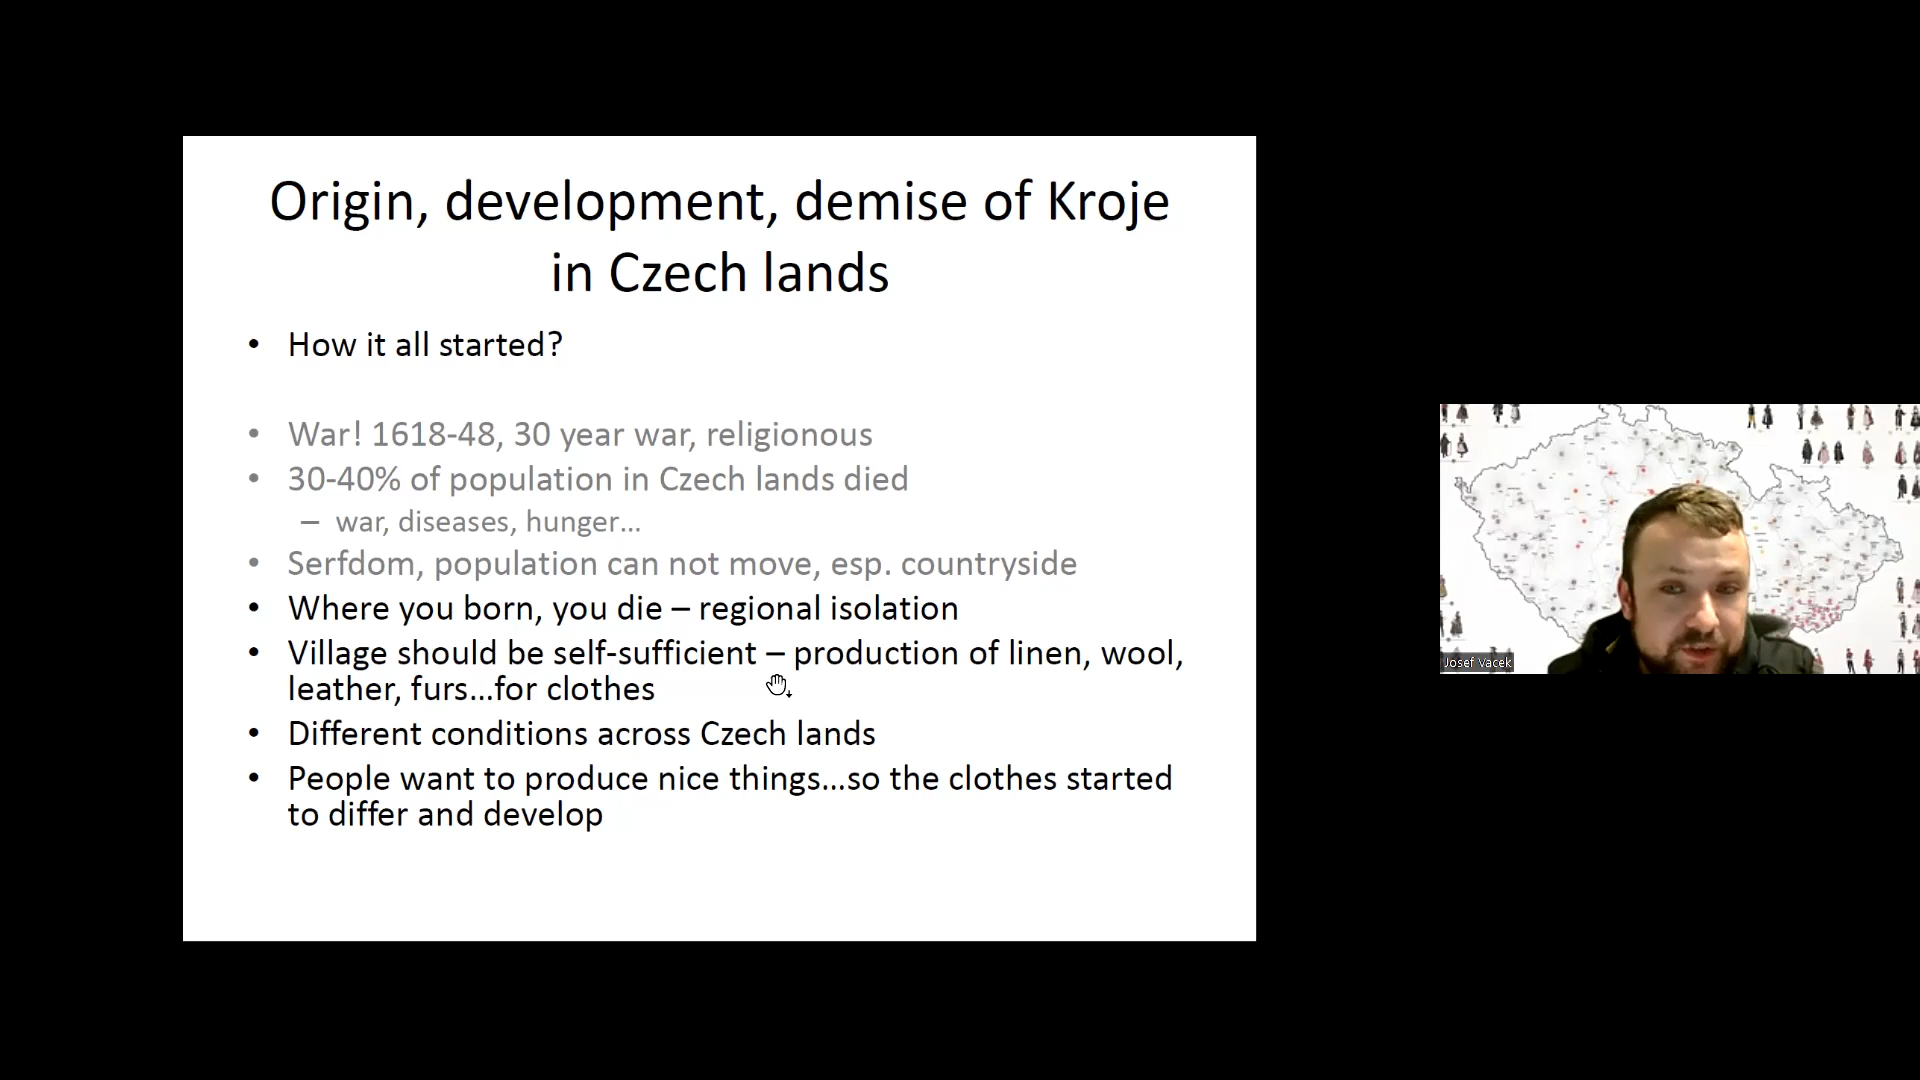 Origin, development, demise of Kroje
in Czech lands
• How it all started?
• War! 1618-48, 30 year war, religionous
• 30-40% of population in Czech lands died
– war, diseases, hunger...
• Serfdom, population can not move, esp. countryside
• Where you born, you die – regional isolation
• Village should be self-sufficient – production of linen, wool,
leather, furs...for clothes
• Different conditions across Czech lands
• People want to produce nice things...so the clothes started
to differ and develop
Josef Vacek